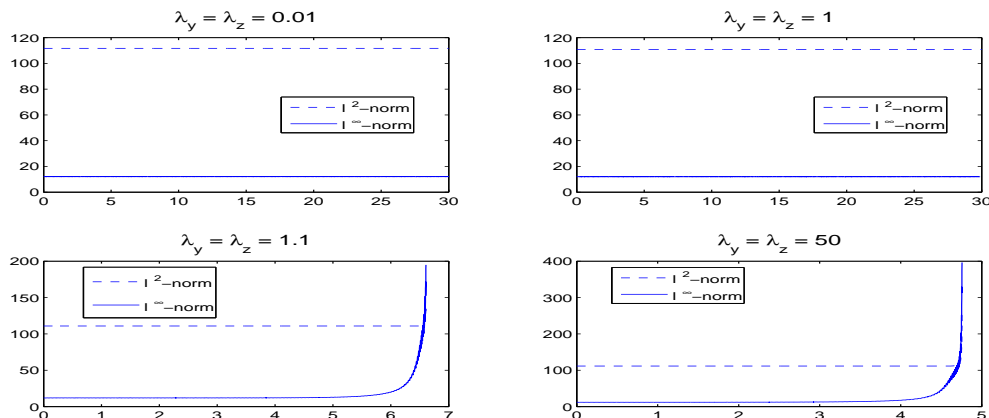 λy = λz = 0.01
120
100
80
60
40
20
0
l 2–norm
l ∞–norm
0 5 10 15 20 25 30
λy = λz = 1
120
100
80
60
40
20
0
l 2–norm
l ∞–norm
0 5 10 15 20 25 30
λy = λz = 1.1
200
150
100
50
0
l 2–norm
l ∞–norm
0 1 2 3 4 5 6 7
λy = λz = 50
400
300
200
100
0
l 2–norm
l ∞–norm
0 1 2 3 4 5